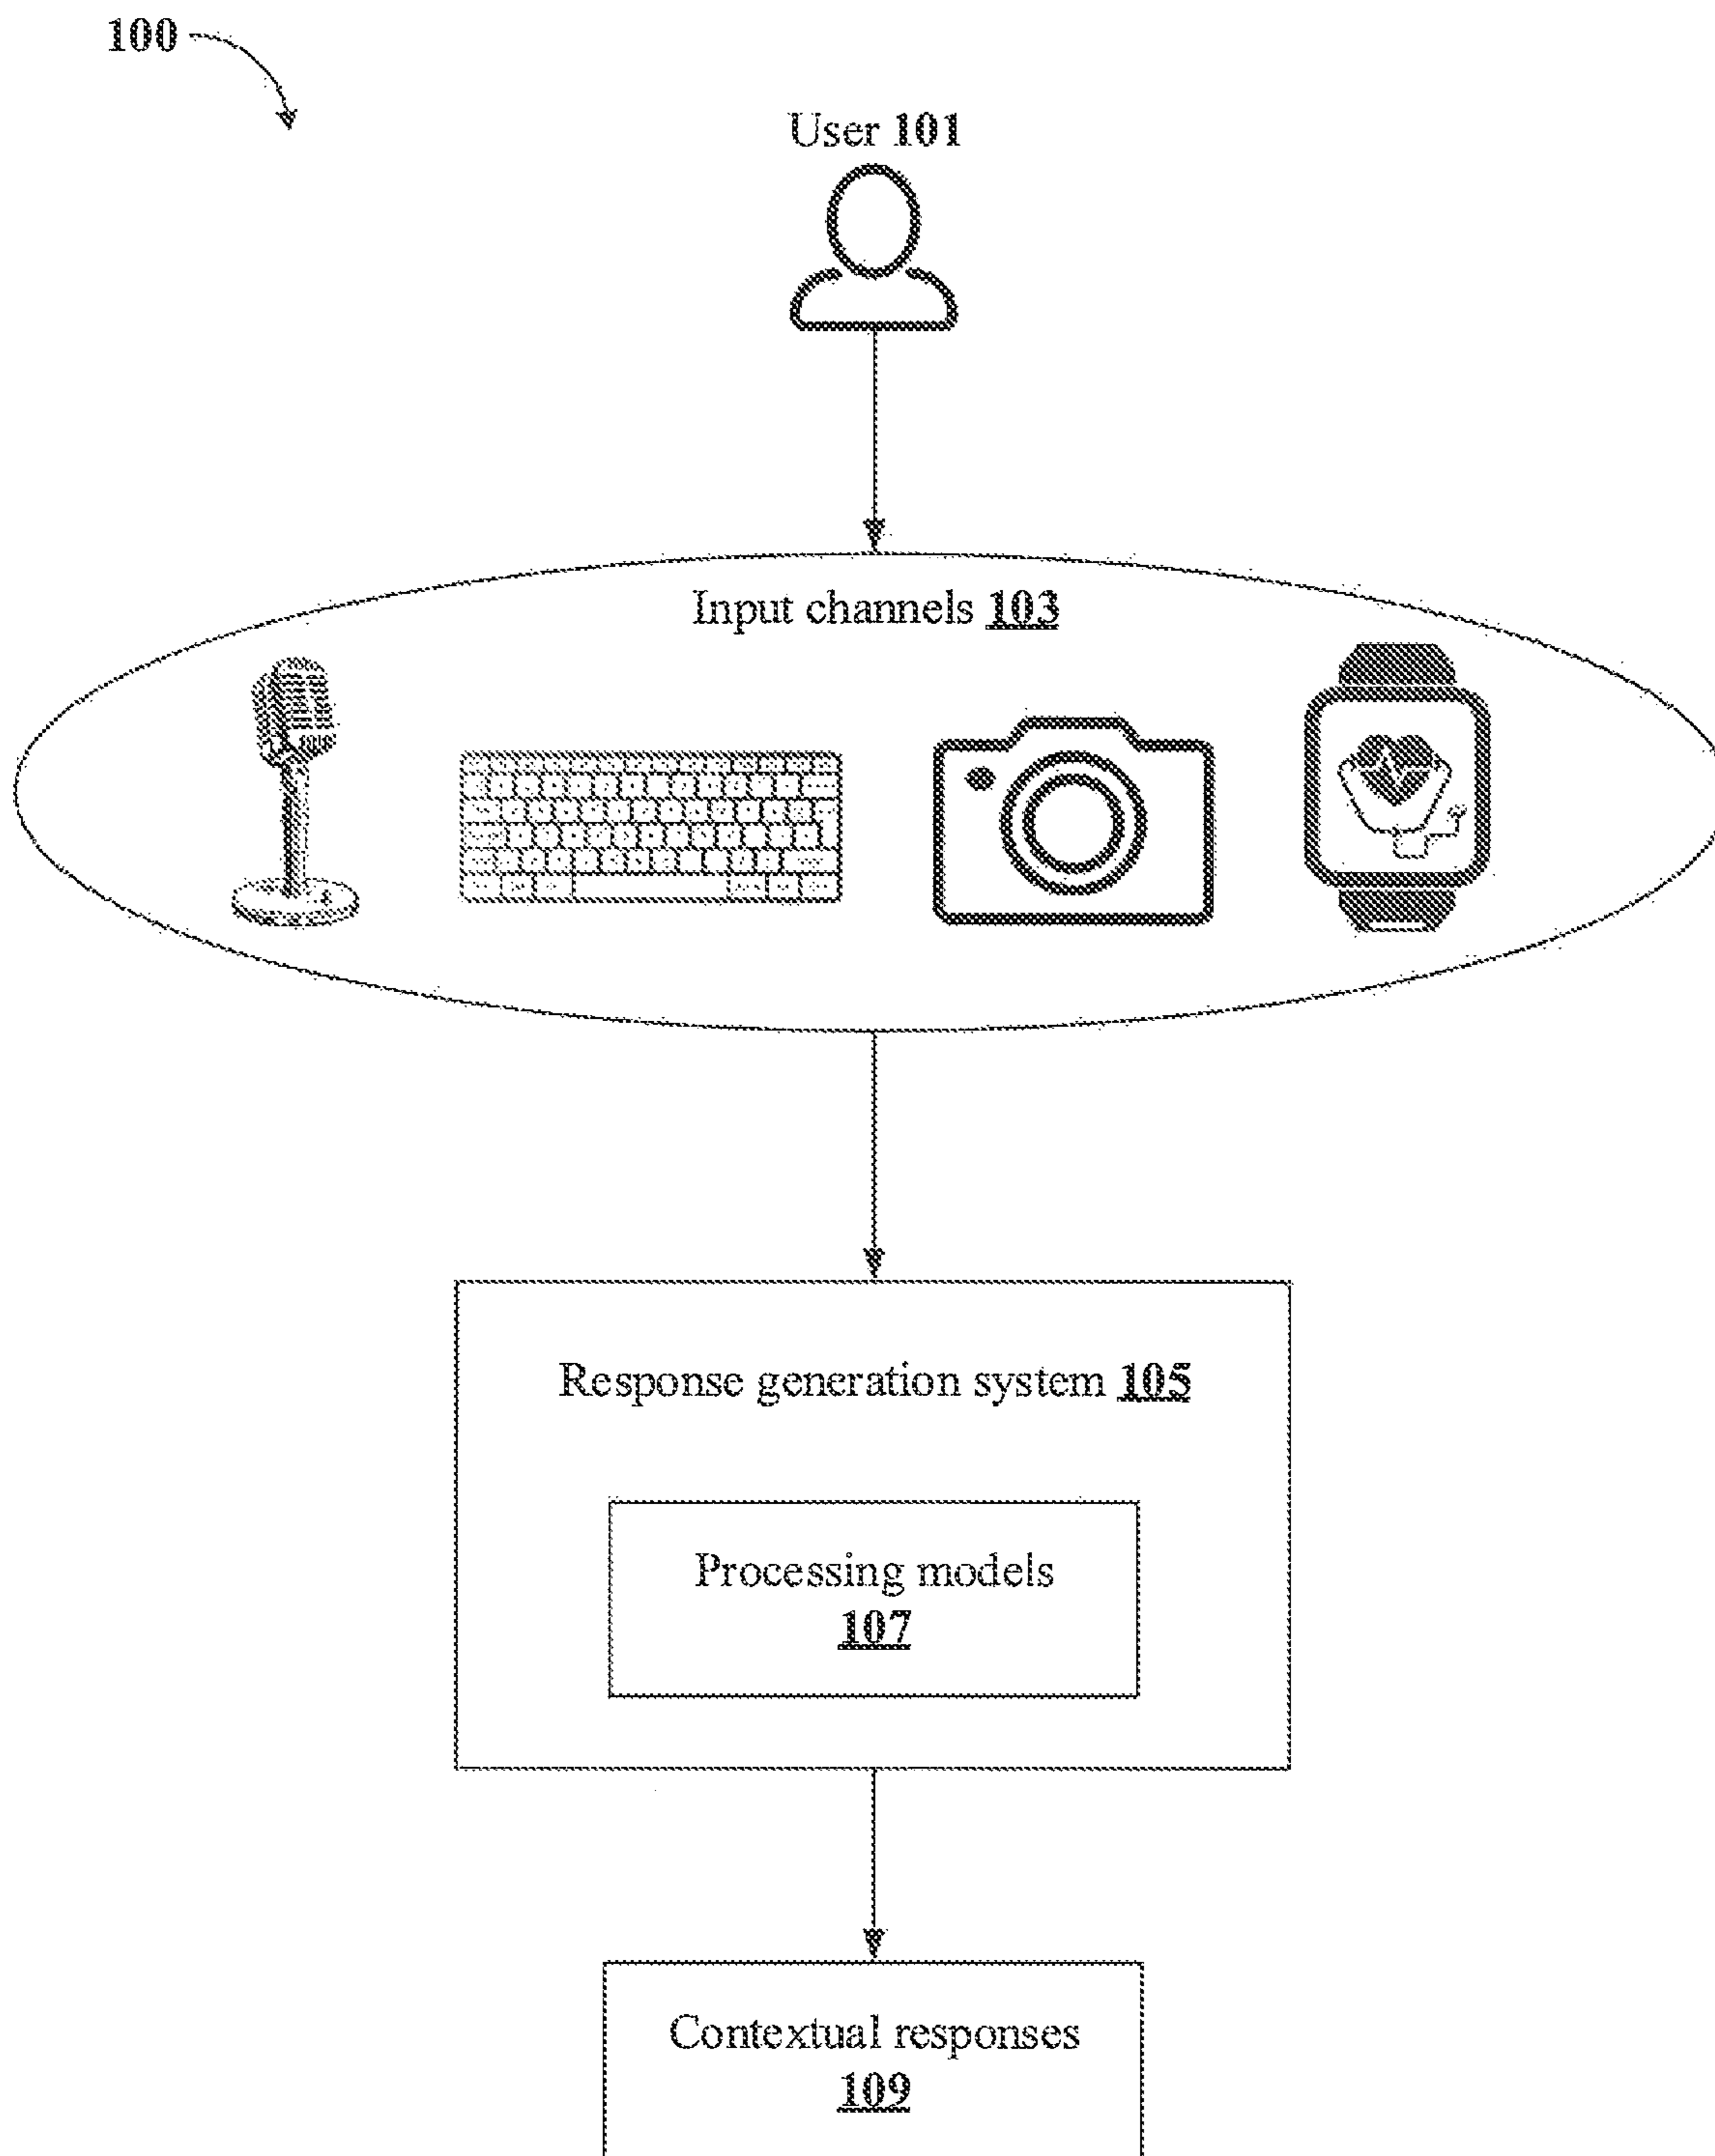 100
User 101
Input channels 103
Response generation system 105
Processing models
107
Contextual responses
109